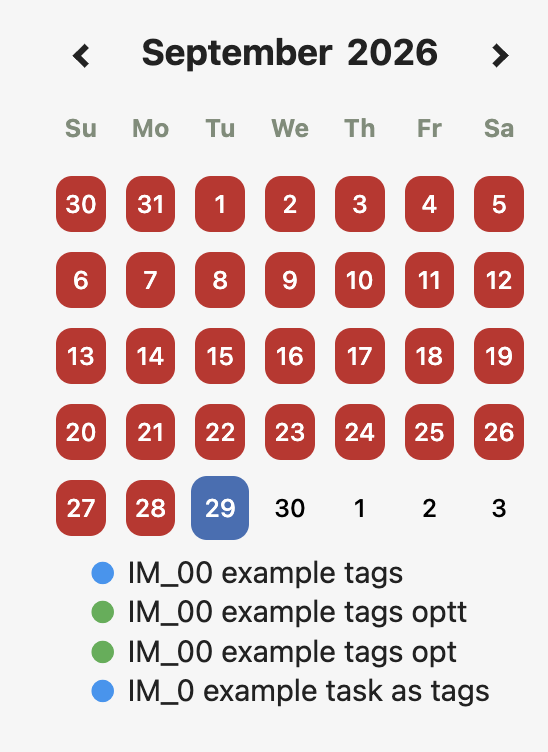 September 2026
Su Mo Tu We Th Fr Sa
30 31 1 2 3 4 5
6 7 8 9 10 11 12
13 14 15 16 17 18 19
20 21 22 23 24 25 26
27 28 29 30 1 2 3
IM_00 example tags
IM_00 example tags optt
IM_00 example tags opt
IM_0 example task as tags